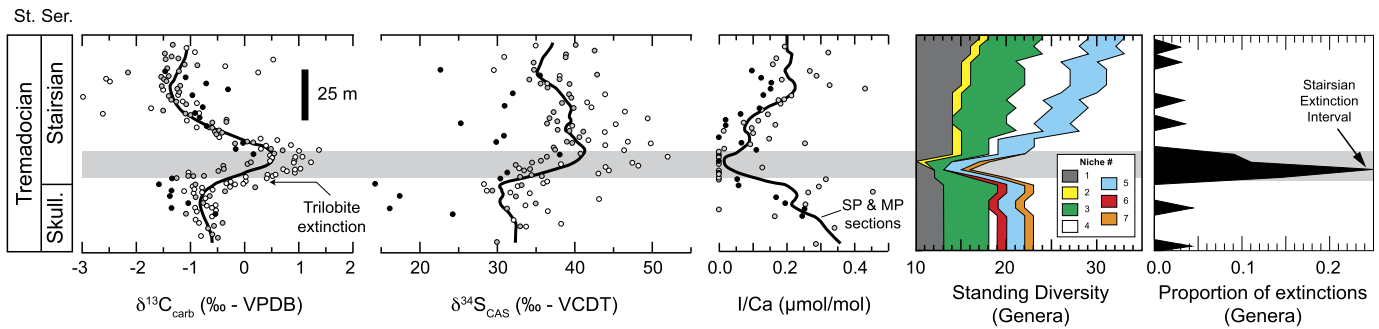 St. Ser.
Tremadocian
Stairsian
Skull.
25 m
Trilobite
extinction
-3 -2 -1 0 1 2
δ¹³Ccarb (‰ - VPDB)
20 30 40 50
δ³⁴SCAS (‰ - VCDT)
SP & MP
sections
0.0 0.2 0.4
I/Ca (µmol/mol)
Niche #
1
2
3
4
5
6
7
10 20 30
Standing Diversity
(Genera)
Stairsian
Extinction
Interval
0.0 0.1 0.2
Proportion of extinctions
(Genera)